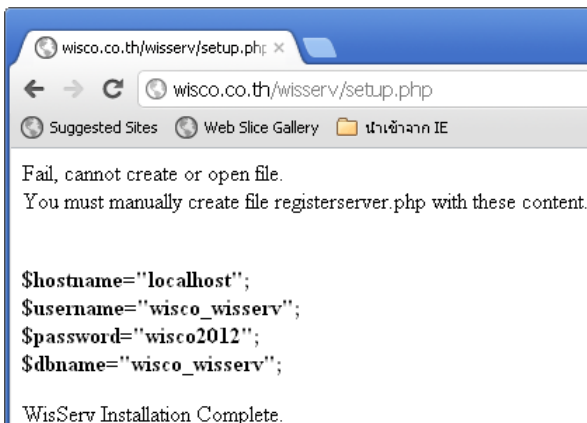 wisco.co.th/wisserv/setup.php
wisco.co.th/wisserv/setup.php
Suggested Sites Web Slice Gallery นำเข้าจาก IE
Fail, cannot create or open file.
You must manually create file registerserver.php with these content.
$hostname="localhost";
$username="wisco_wisserv";
$password="wisco2012";
$dbname="wisco_wisserv";
WisServ Installation Complete.